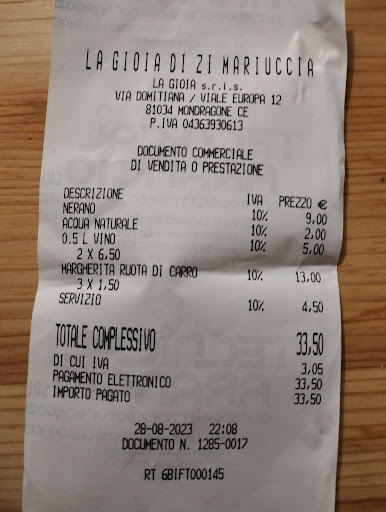 LA GIOIA DI ZI MARIUCCIA
LA GIOIA s.r.l.s.
VIA DOMITIANA / VIALE EUROPA 12
81034 MONDRAGONE CE
P.IVA 04363930613
DOCUMENTO COMMERCIALE
DI VENDITA O PRESTAZIONE
DESCRIZIONE IVA PREZZO €
NERANO 10% 9,00
ACQUA NATURALE 10% 2,00
0.5 L VINO 10% 5,00
2 X 6,50
MARGHERITA RUOTA DI CARRO 10% 13,00
3 X 1,50
SERVIZIO 10% 4,50
TOTALE COMPLESSIVO 33,50
DI CUI IVA 3,05
PAGAMENTO ELETTRONICO 33,50
IMPORTO PAGATO 33,50
28-08-2023 22:08
DOCUMENTO N. 1285-0017
RT 6BIFT000145